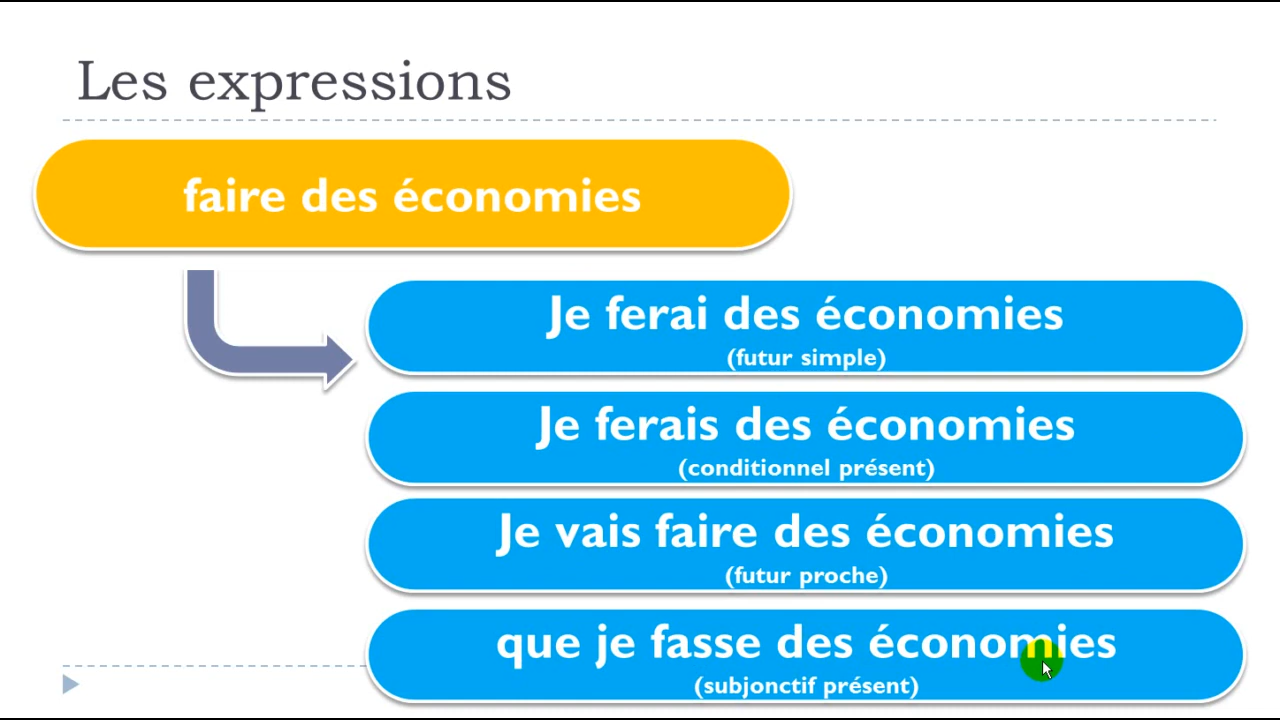 Les expressions
faire des économies
Je ferai des économies
(futur simple)
Je ferais des économies
(conditionnel présent)
Je vais faire des économies
(futur proche)
que je fasse des économies
(subjonctif présent)